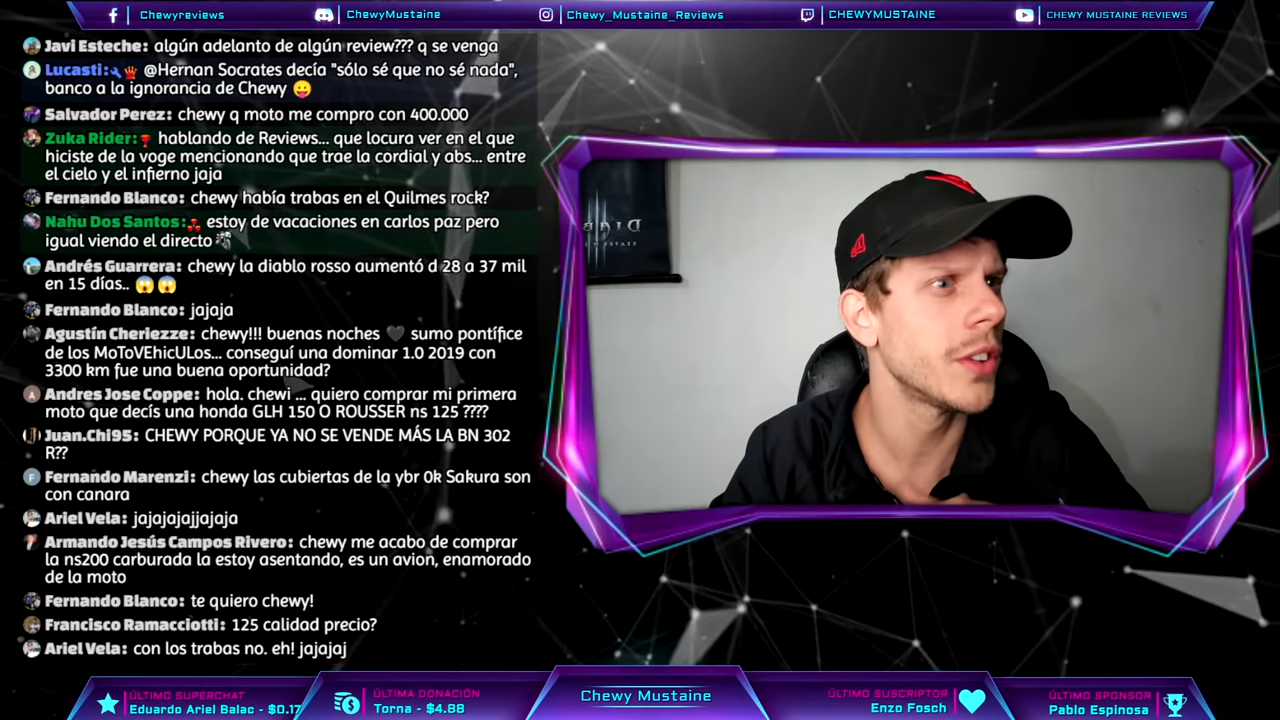 Chewyreviews
ChewyMustaine
Chewy_Mustaine_Reviews
CHEWYMUSTAINE
CHEWY MUSTAINE REVIEWS
Javi Esteche: algún adelanto de algún review??? q se venga
Lucasti: @Hernan Socrates decía "sólo sé que no sé nada",
banco a la ignorancia de Chewy 😛
Salvador Perez: chewy q moto me compro con 400.000
Zuka Rider: hablando de Reviews... que locura ver en el que
hiciste de la voge mencionando que trae la cordial y abs... entre
el cielo y el infierno jaja
Fernando Blanco: chewy había trabas en el Quilmes rock?
Nahu Dos Santos: estoy de vacaciones en carlos paz pero
igual viendo el directo
Andrés Guarrera: chewy la diablo rosso aumentó d 28 a 37 mil
en 15 días.. 😱😱
Fernando Blanco: jajaja
Agustín Cheriezze: chewy!!! buenas noches 🖤 sumo pontífice
de los MoToVEhicULos... conseguí una dominar 1.0 2019 con
3300 km fue una buena oportunidad?
Andres Jose Coppe: hola. chewi ... quiero comprar mi primera
moto que decís una honda GLH 150 O ROUSSER ns 125 ????
Juan.Chi95: CHEWY PORQUE YA NO SE VENDE MÁS LA BN 302
R??
Fernando Marenzi: chewy las cubiertas de la ybr 0k Sakura son
con canara
Ariel Vela: jajajajajjajaja
Armando Jesús Campos Rivero: chewy me acabo de comprar
la ns200 carburada la estoy asentando, es un avion, enamorado
de la moto
Fernando Blanco: te quiero chewy!
Francisco Ramacciotti: 125 calidad precio?
Ariel Vela: con los trabas no. eh! jajajaj
ÚLTIMO SUPERCHAT
Eduardo Ariel Balac - $0.17
ÚLTIMA DONACIÓN
Torna - $4.88
Chewy Mustaine
ÚLTIMO SUSCRIPTOR
Enzo Fosch
ÚLTIMO SPONSOR
Pablo Espinosa